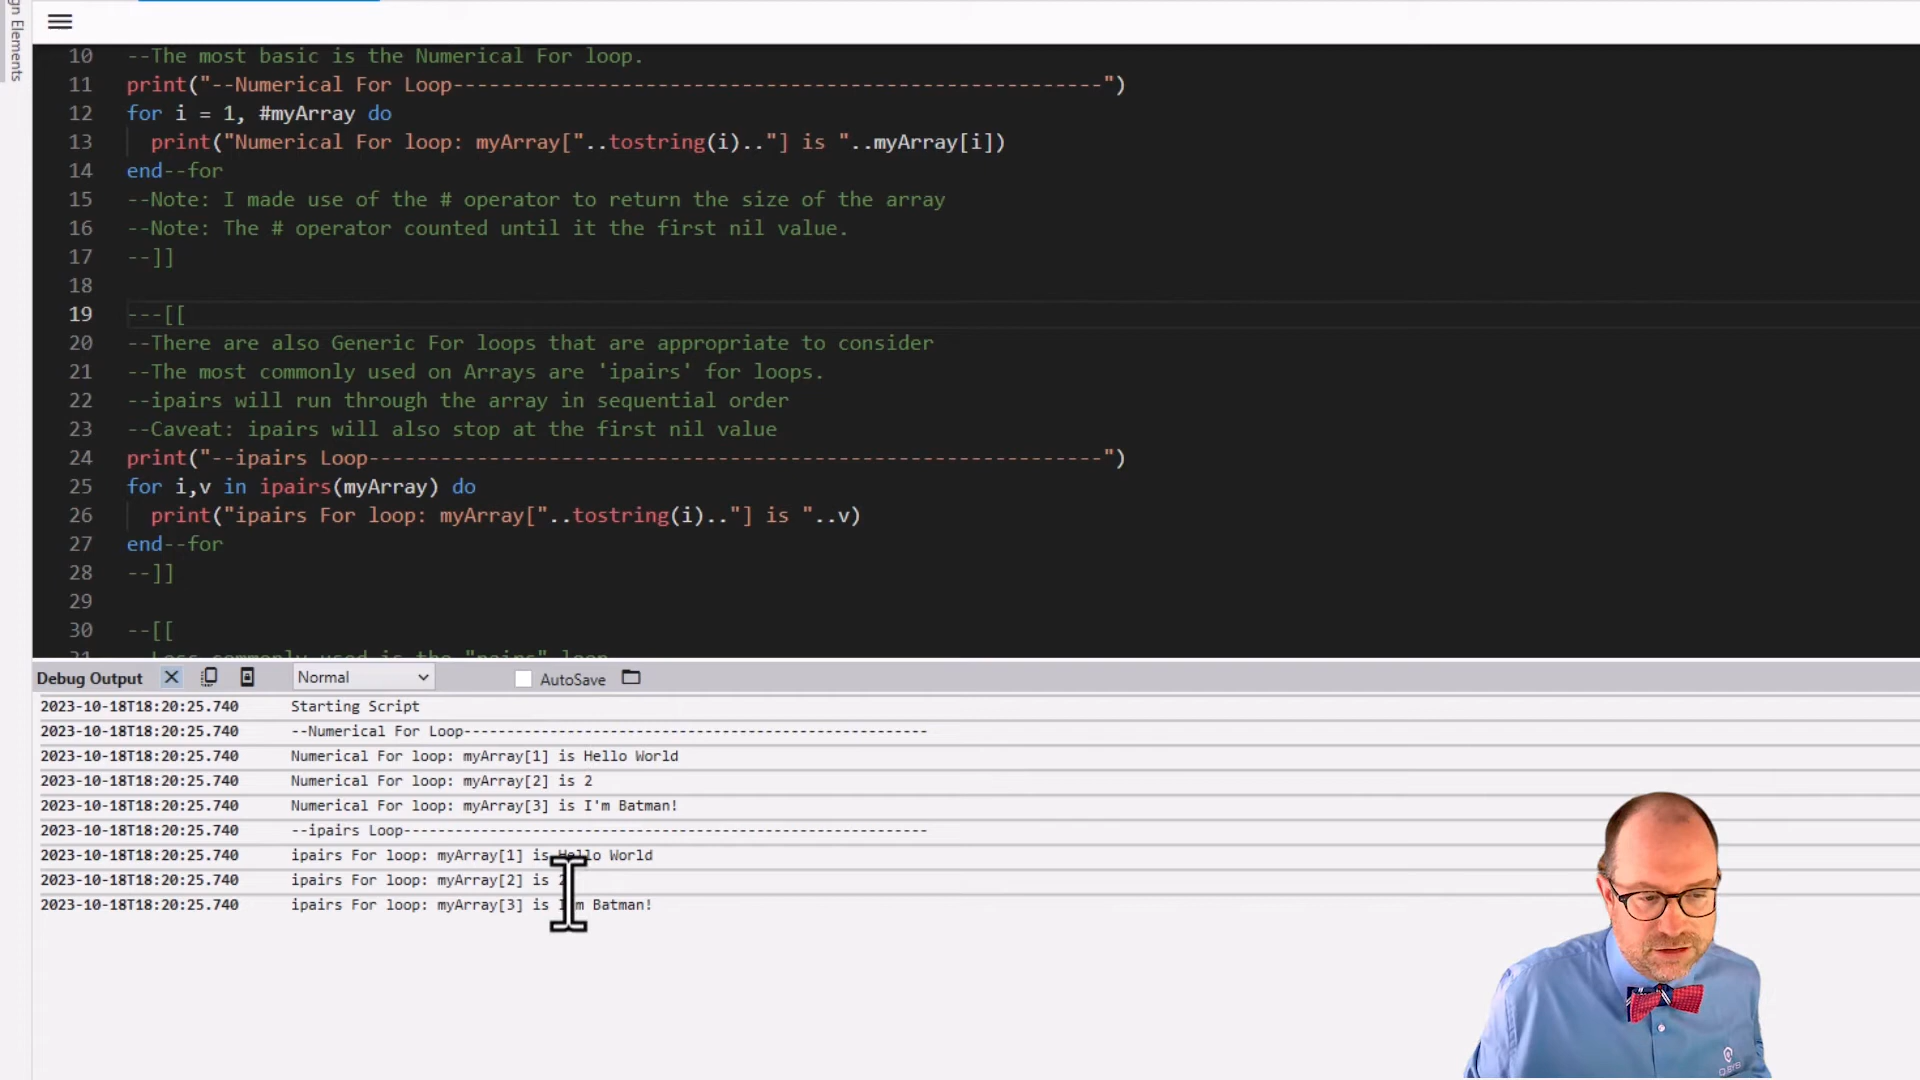 gn Elements
10 --The most basic is the Numerical For loop.
11 print("--Numerical For Loop------------------------------------------------------")
12 for i = 1, #myArray do
13 print("Numerical For loop: myArray["..tostring(i).."] is "..myArray[i])
14 end--for
15 --Note: I made use of the # operator to return the size of the array
16 --Note: The # operator counted until it the first nil value.
17 --]]
18
19 ---[[
20 --There are also Generic For loops that are appropriate to consider
21 --The most commonly used on Arrays are 'ipairs' for loops.
22 --ipairs will run through the array in sequential order
23 --Caveat: ipairs will also stop at the first nil value
24 print("--ipairs Loop-------------------------------------------------------------")
25 for i,v in ipairs(myArray) do
26 print("ipairs For loop: myArray["..tostring(i).."] is "..v)
27 end--for
28 --]]
29
30 --[[
31 --Less commonly used is the "pairs" loop
Debug Output Normal AutoSave
2023-10-18T18:20:25.740 Starting Script
2023-10-18T18:20:25.740 --Numerical For Loop------------------------------------------------------
2023-10-18T18:20:25.740 Numerical For loop: myArray[1] is Hello World
2023-10-18T18:20:25.740 Numerical For loop: myArray[2] is 2
2023-10-18T18:20:25.740 Numerical For loop: myArray[3] is I'm Batman!
2023-10-18T18:20:25.740 --ipairs Loop-------------------------------------------------------------
2023-10-18T18:20:25.740 ipairs For loop: myArray[1] is Hello World
2023-10-18T18:20:25.740 ipairs For loop: myArray[2] is 2
2023-10-18T18:20:25.740 ipairs For loop: myArray[3] is I'm Batman!
Q-SYS